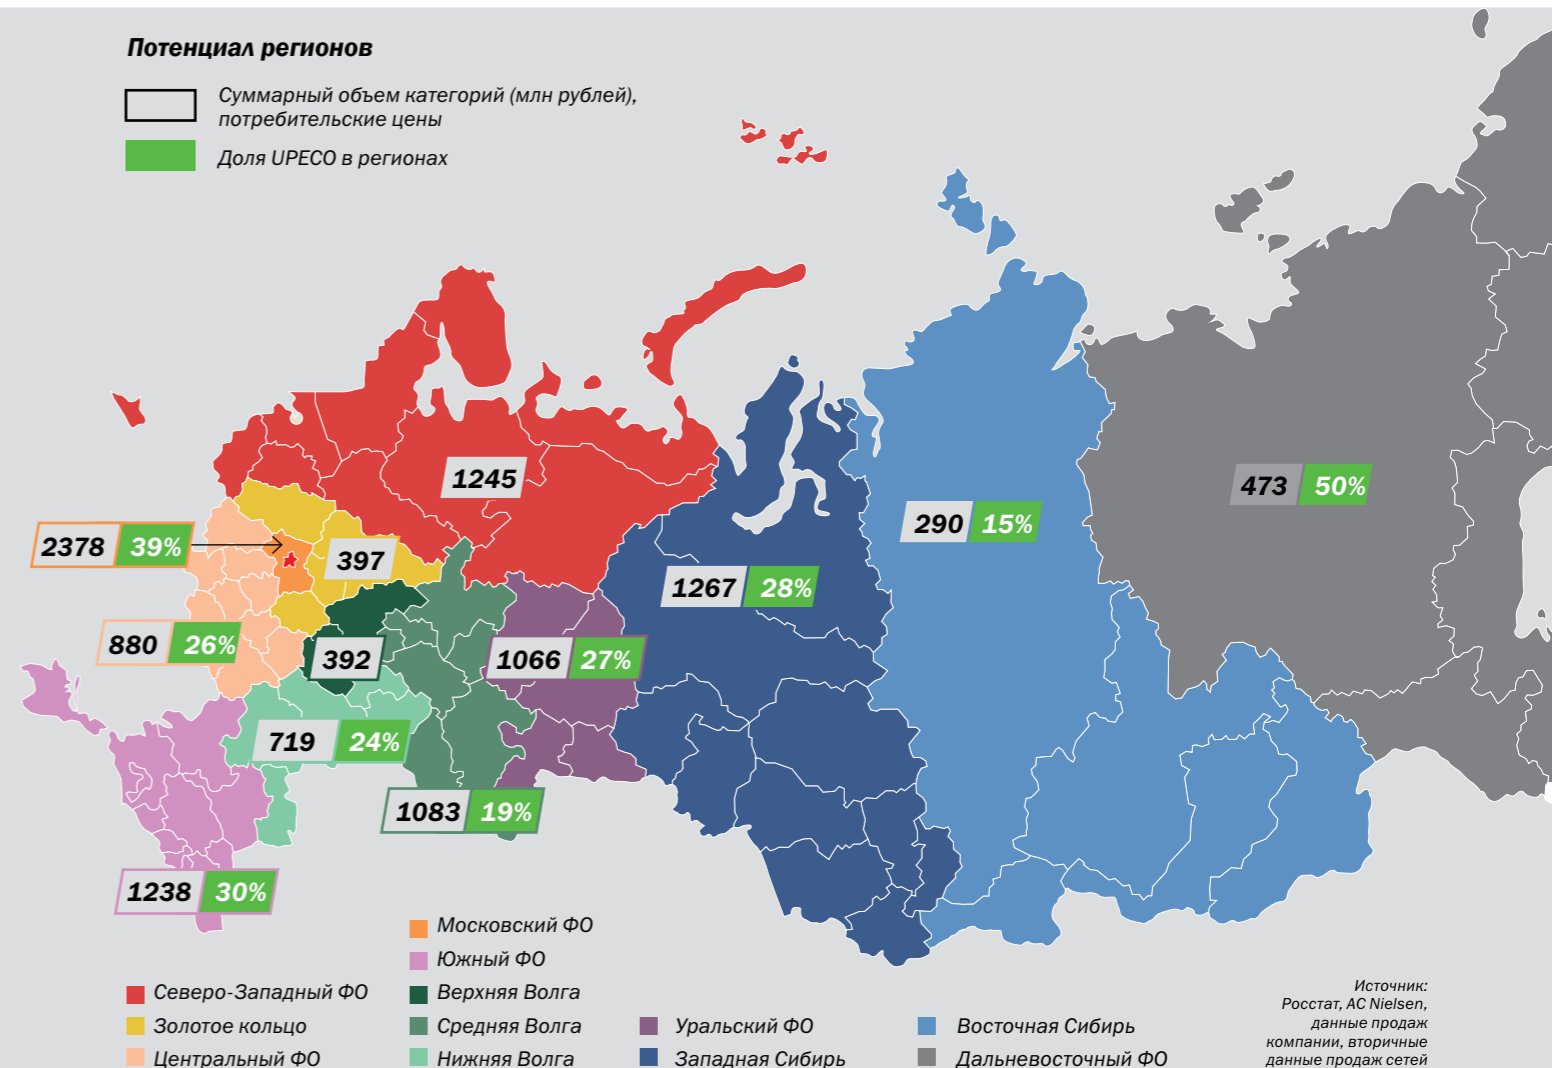 Потенциал регионов
Суммарный объем категорий (млн рублей),
потребительские цены
Доля UPECO в регионах
1245
2378 39%
397
290 15%
473 50%
1267 28%
880 26%
392
1066 27%
719 24%
1083 19%
1238 30%
Московский ФО
Южный ФО
Северо-Западный ФО
Верхняя Волга
Золотое кольцо
Средняя Волга
Уральский ФО
Восточная Сибирь
Центральный ФО
Нижняя Волга
Западная Сибирь
Дальневосточный ФО
Источник:
Росстат, AC Nielsen,
данные продаж
компании, вторичные
данные продаж сетей